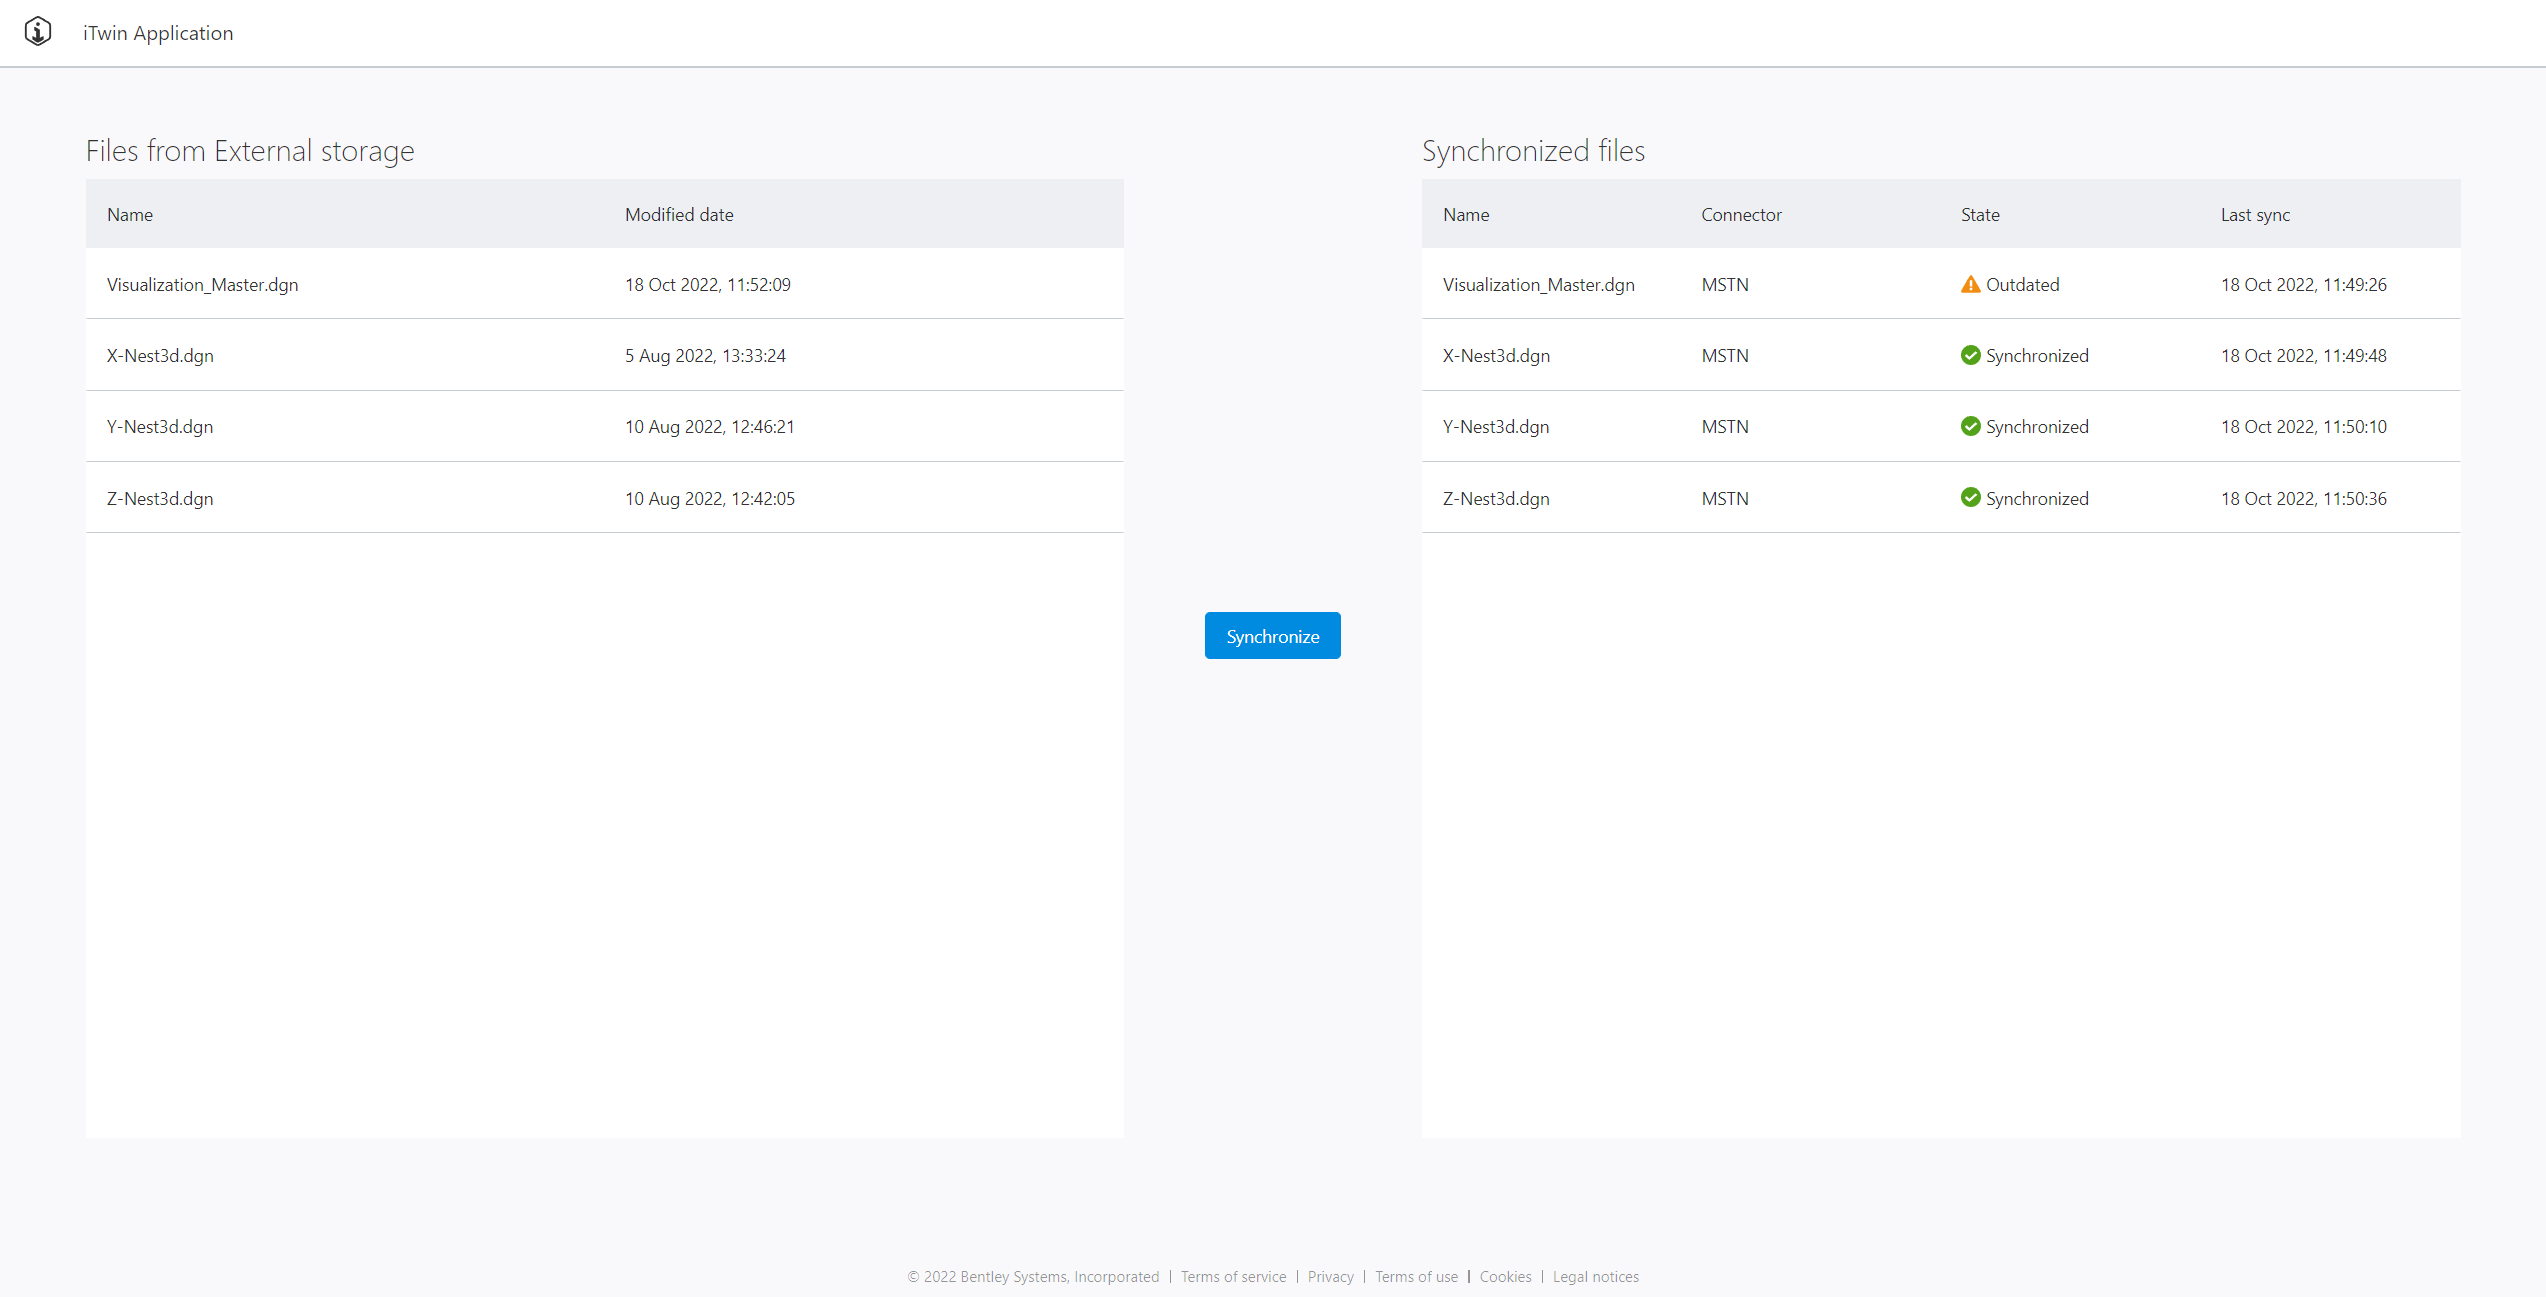 iTwin Application
Files from External storage
Name Modified date
Visualization_Master.dgn 18 Oct 2022, 11:52:09
X-Nest3d.dgn 5 Aug 2022, 13:33:24
Y-Nest3d.dgn 10 Aug 2022, 12:46:21
Z-Nest3d.dgn 10 Aug 2022, 12:42:05
Synchronize
Synchronized files
Name Connector State Last sync
Visualization_Master.dgn MSTN Outdated 18 Oct 2022, 11:49:26
X-Nest3d.dgn MSTN Synchronized 18 Oct 2022, 11:49:48
Y-Nest3d.dgn MSTN Synchronized 18 Oct 2022, 11:50:10
Z-Nest3d.dgn MSTN Synchronized 18 Oct 2022, 11:50:36
© 2022 Bentley Systems, Incorporated | Terms of service | Privacy | Terms of use | Cookies | Legal notices